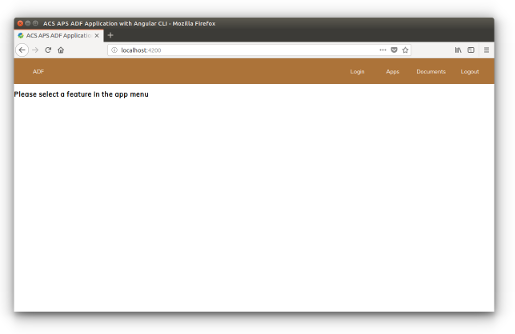 ACS APS ADF Application with Angular CLI - Mozilla Firefox
ACS APS ADF Applicatio
localhost:4200
ADF Login Apps Documents Logout
Please select a feature in the app menu